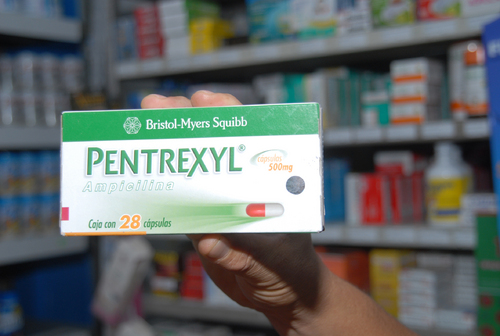 Bristol-Myers Squibb
PENTREXYL®
cápsulas
500mg
Ampicilina
Caja con 28 cápsulas